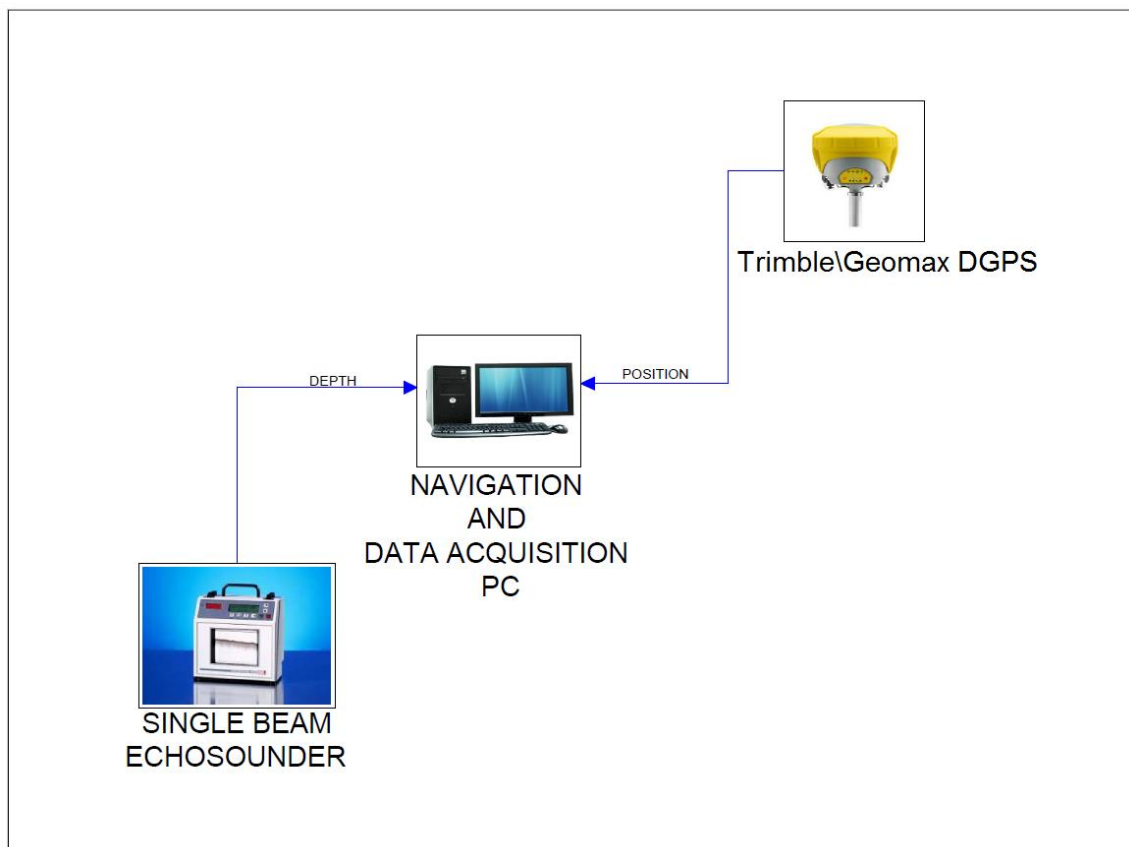 Trimble\Geomax DGPS
DEPTH
POSITION
NAVIGATION
AND
DATA ACQUISITION
PC
SINGLE BEAM
ECHOSOUNDER